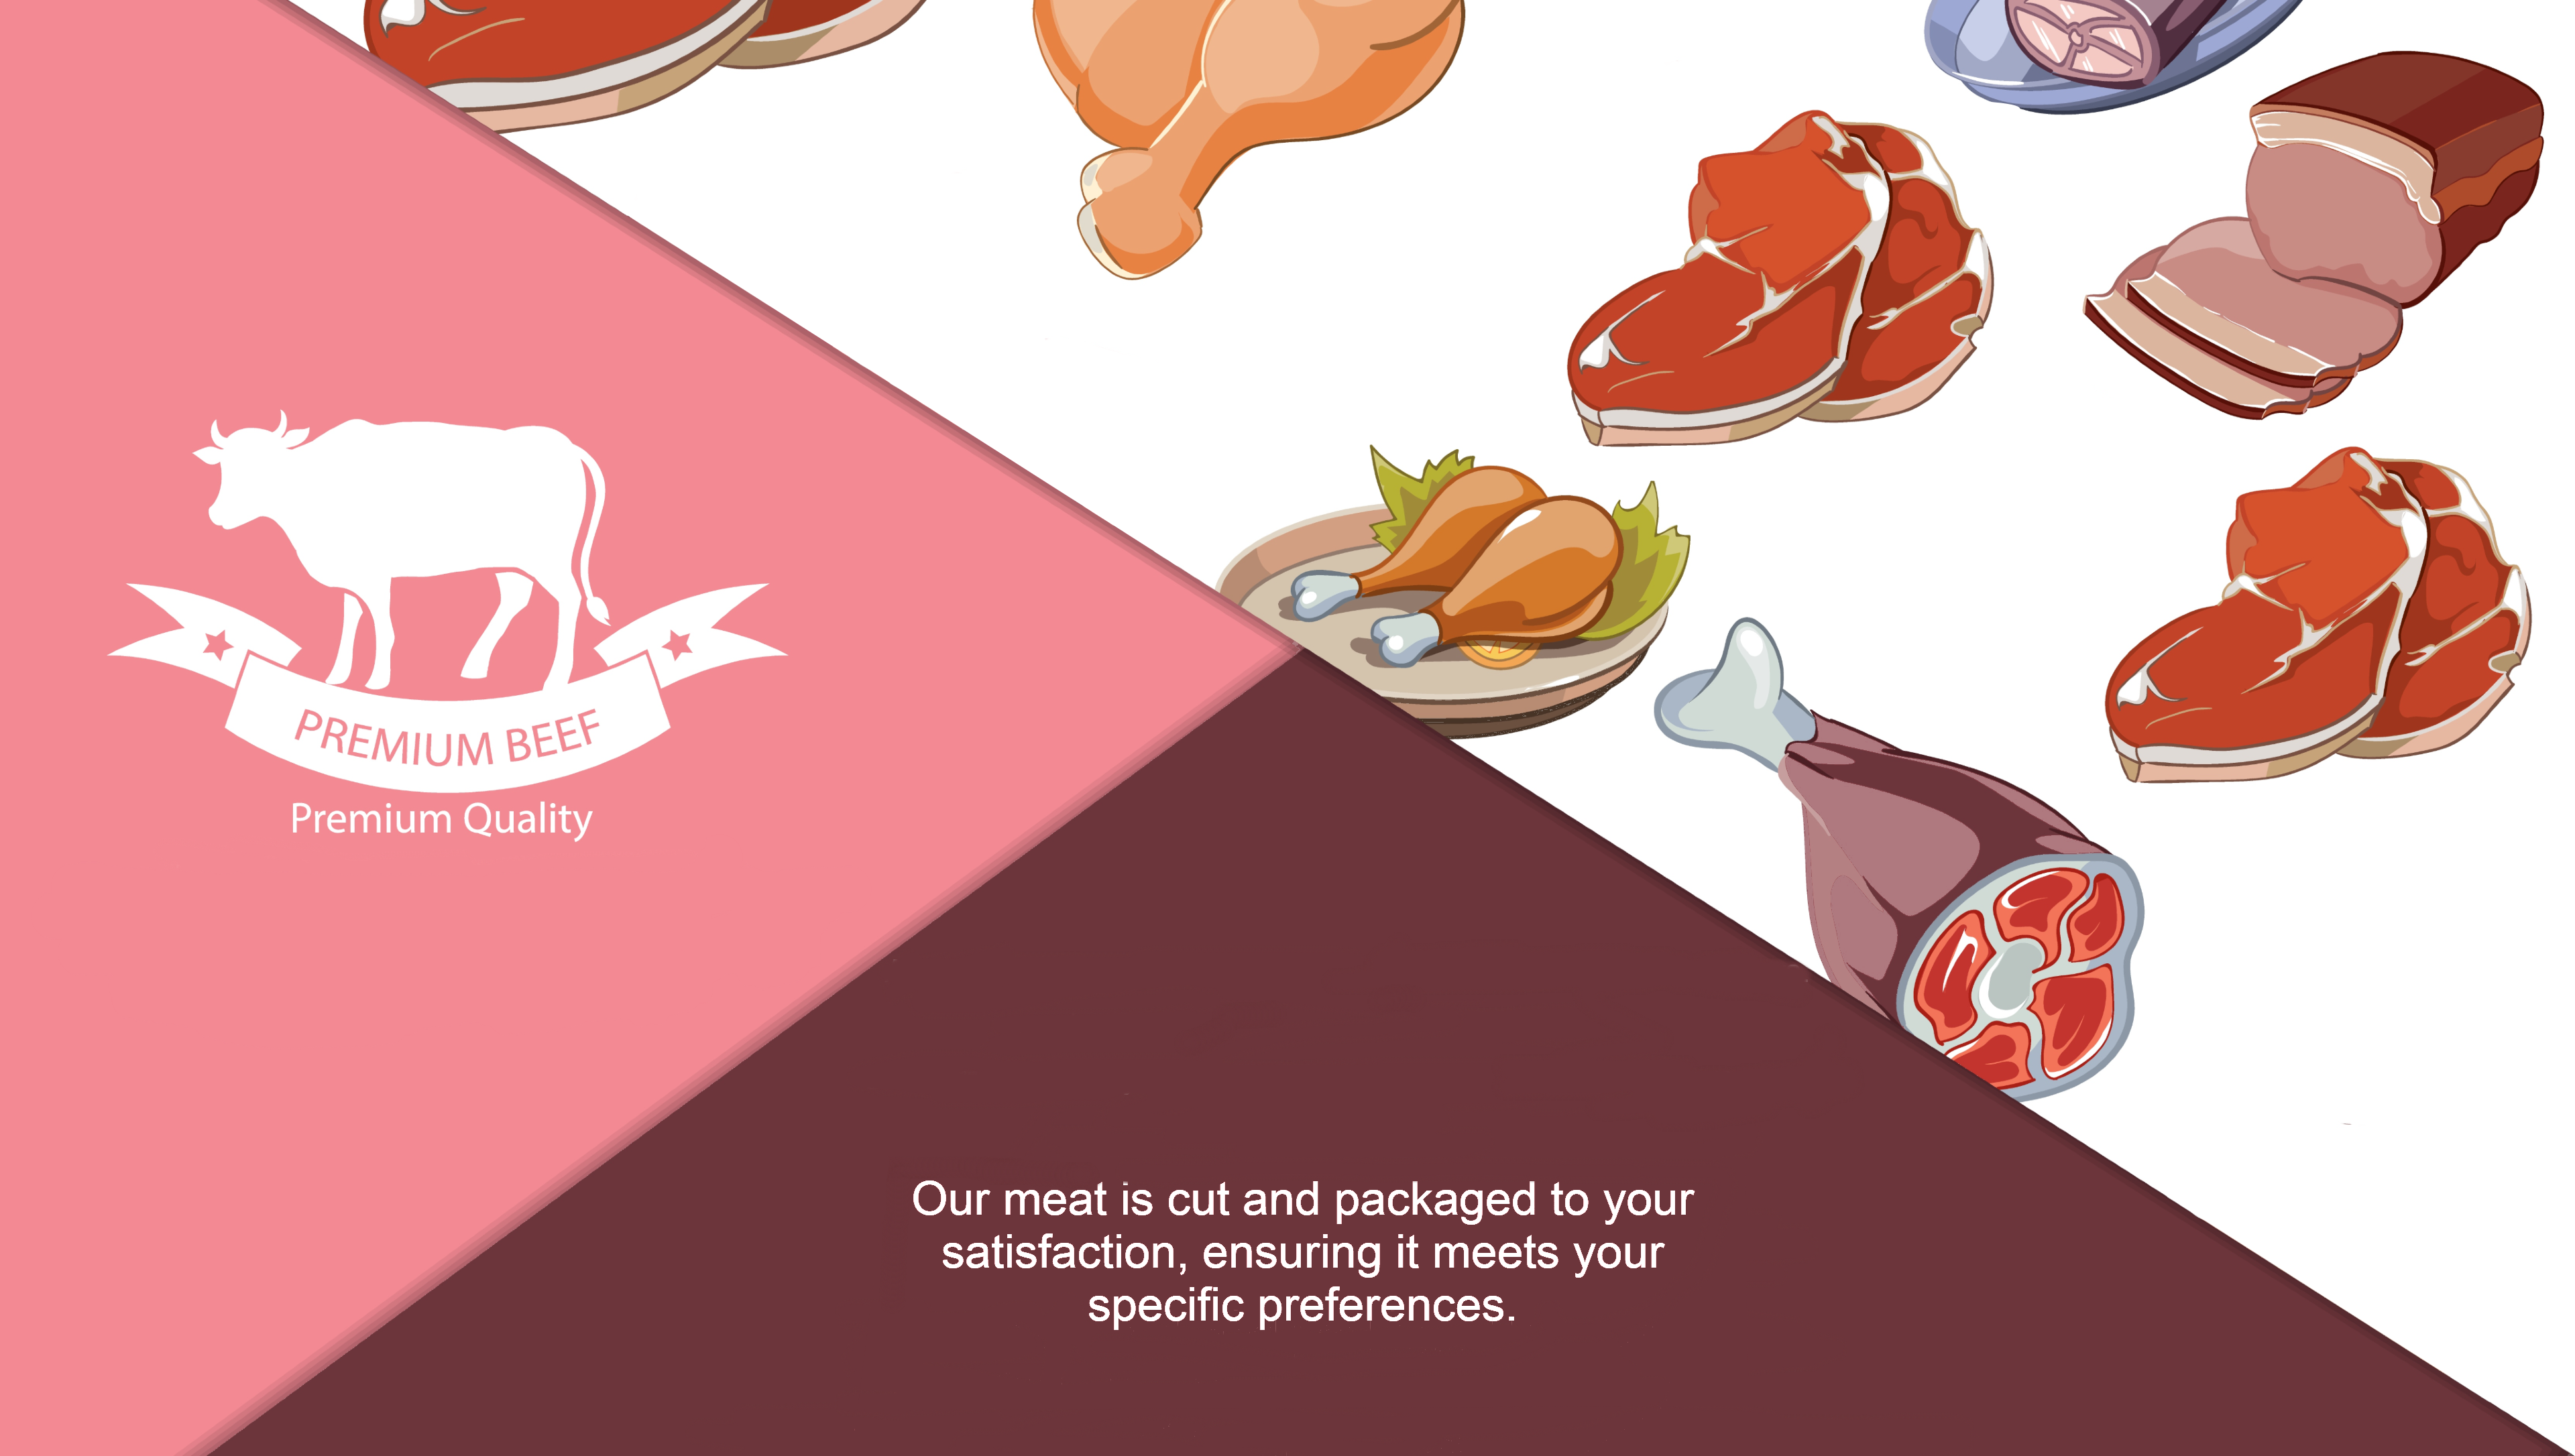 PREMIUM BEEF
Premium Quality
Our meat is cut and packaged to your
satisfaction, ensuring it meets your
specific preferences.